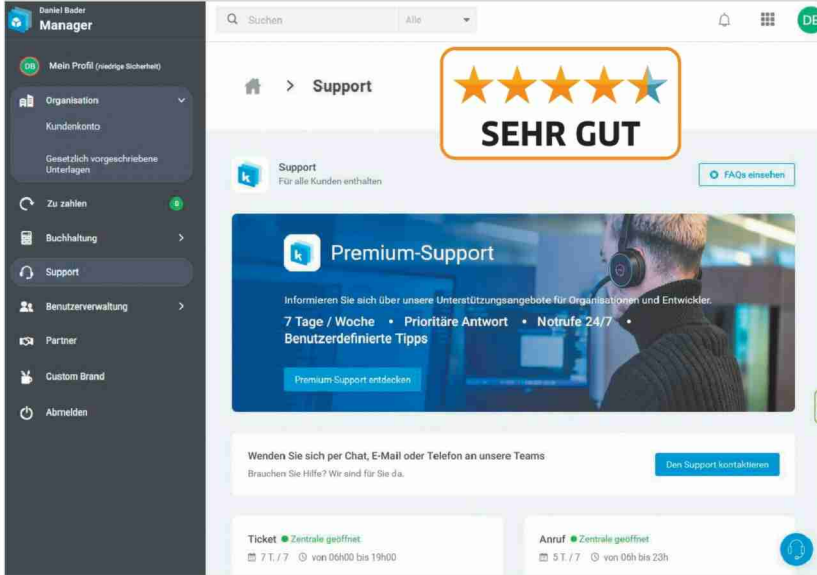 Daniel Bader
Manager
Suchen
Alle
DB
DB
Mein Profil (niedrige Sicherheit)
Organisation
Kundenkonto
Gesetzlich vorgeschriebene
Unterlagen
Zu zahlen
0
Buchhaltung
Support
Benutzerverwaltung
Partner
Custom Brand
Abmelden
> Support
SEHR GUT
k
Support
Für alle Kunden enthalten
FAQs einsehen
k
Premium-Support
Informieren Sie sich über unsere Unterstützungsangebote für Organisationen und Entwickler.
7 Tage / Woche • Prioritäre Antwort • Notrufe 24/7 •
Benutzerdefinierte Tipps
Premium-Support entdecken
Wenden Sie sich per Chat, E-Mail oder Telefon an unsere Teams
Brauchen Sie Hilfe? Wir sind für Sie da.
Den Support kontaktieren
Ticket ● Zentrale geöffnet
7 T. / 7 von 06h00 bis 19h00
Anruf ● Zentrale geöffnet
5 T. / 7 von 06h bis 23h